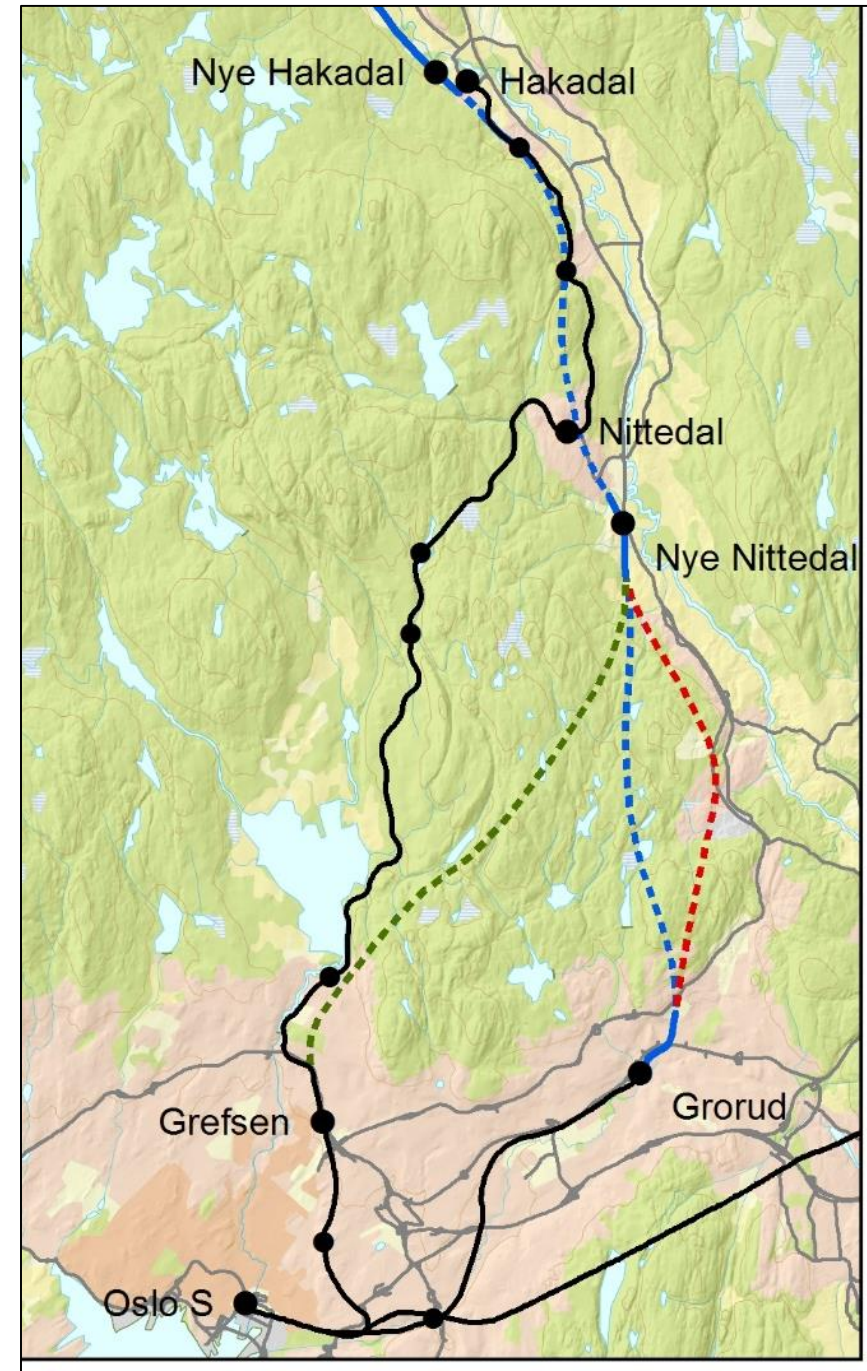 Nye Hakadal
Hakadal
Nittedal
Nye Nittedal
Grorud
Grefsen
Oslo S